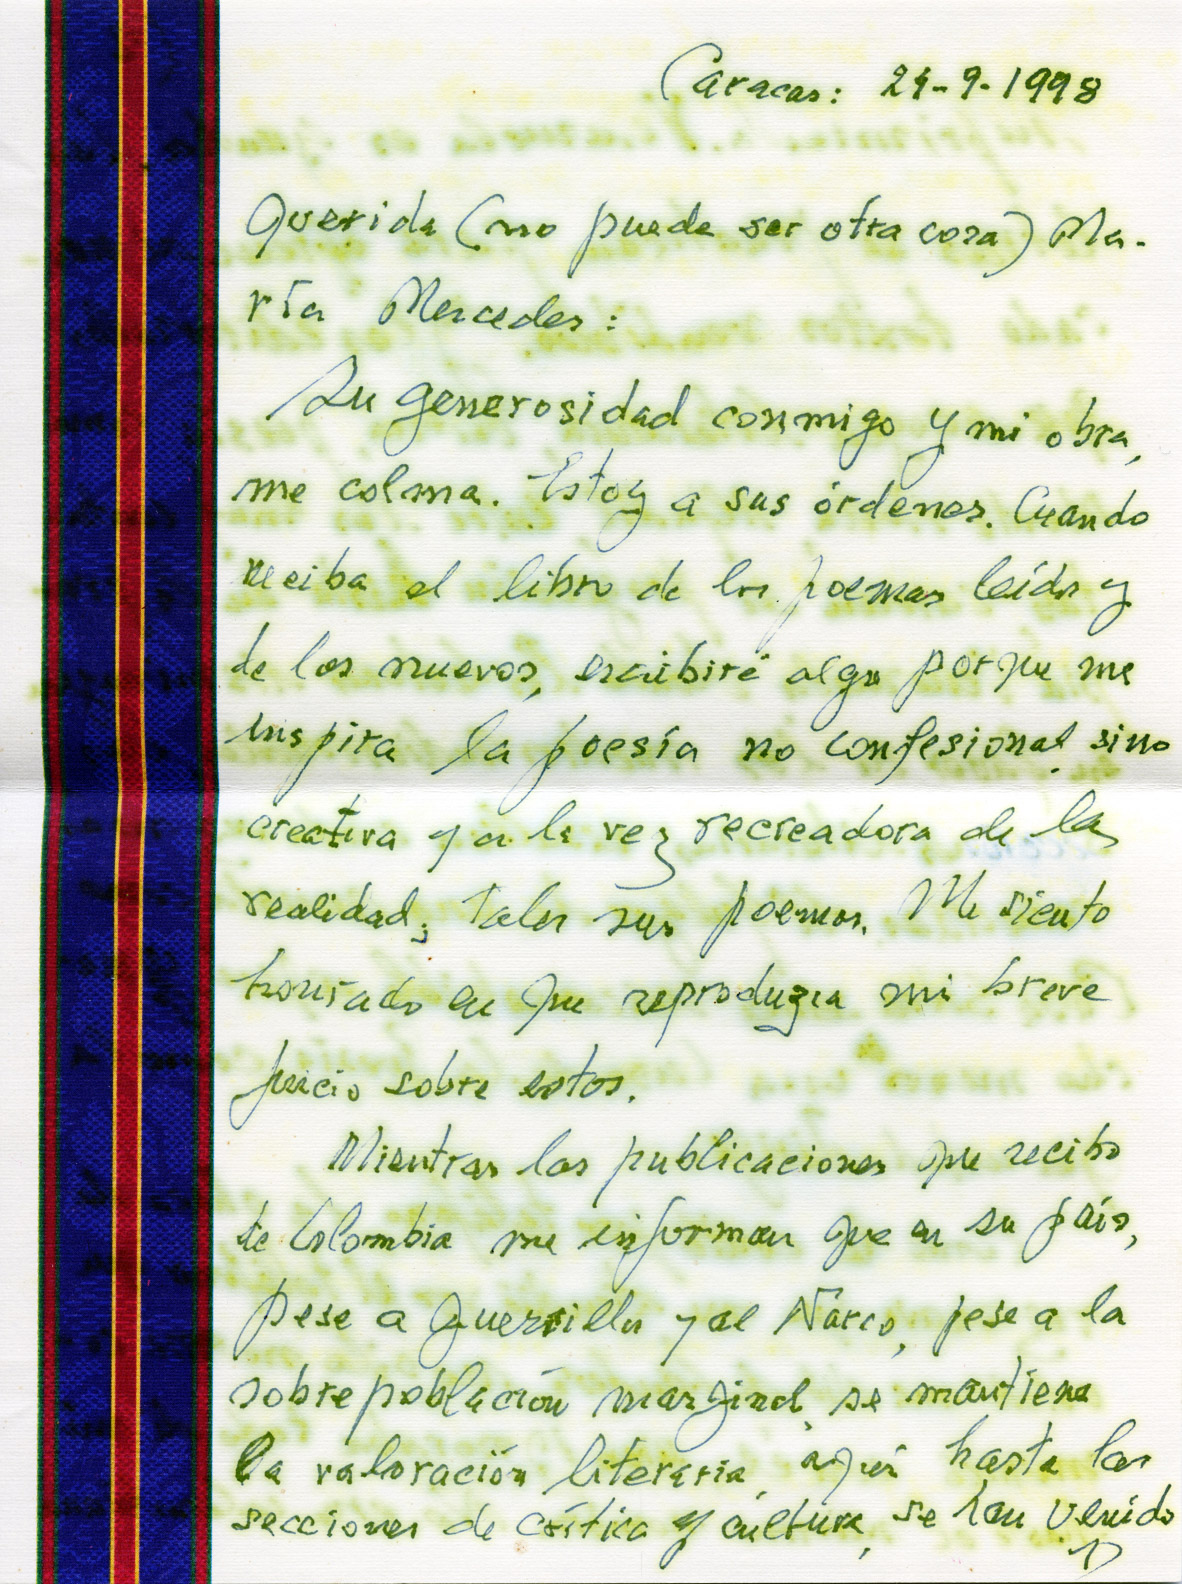 Caracas: 24-9-1998
Querida (no puede ser otra cosa) Ma-
ría Mercedes:
Su generosidad conmigo y mi obra,
me colma. Estoy a sus órdenes. Cuando
reciba el libro de los poemas leídos y
de los nuevos, escribiré algo porque me
inspira la poesía no confesional sino
creativa y a la vez recreadora de la
realidad; tales sus poemas. Me siento
honrado en que reproduzca mi breve
juicio sobre estos.
Mientras las publicaciones que recibo
de Colombia me informan que en su país,
pese a guerrilla y al Narco, pese a la
sobrepoblación marginal, se mantiene
la valoración literaria, aquí hasta las
secciones de crítica y cultura, se han venido